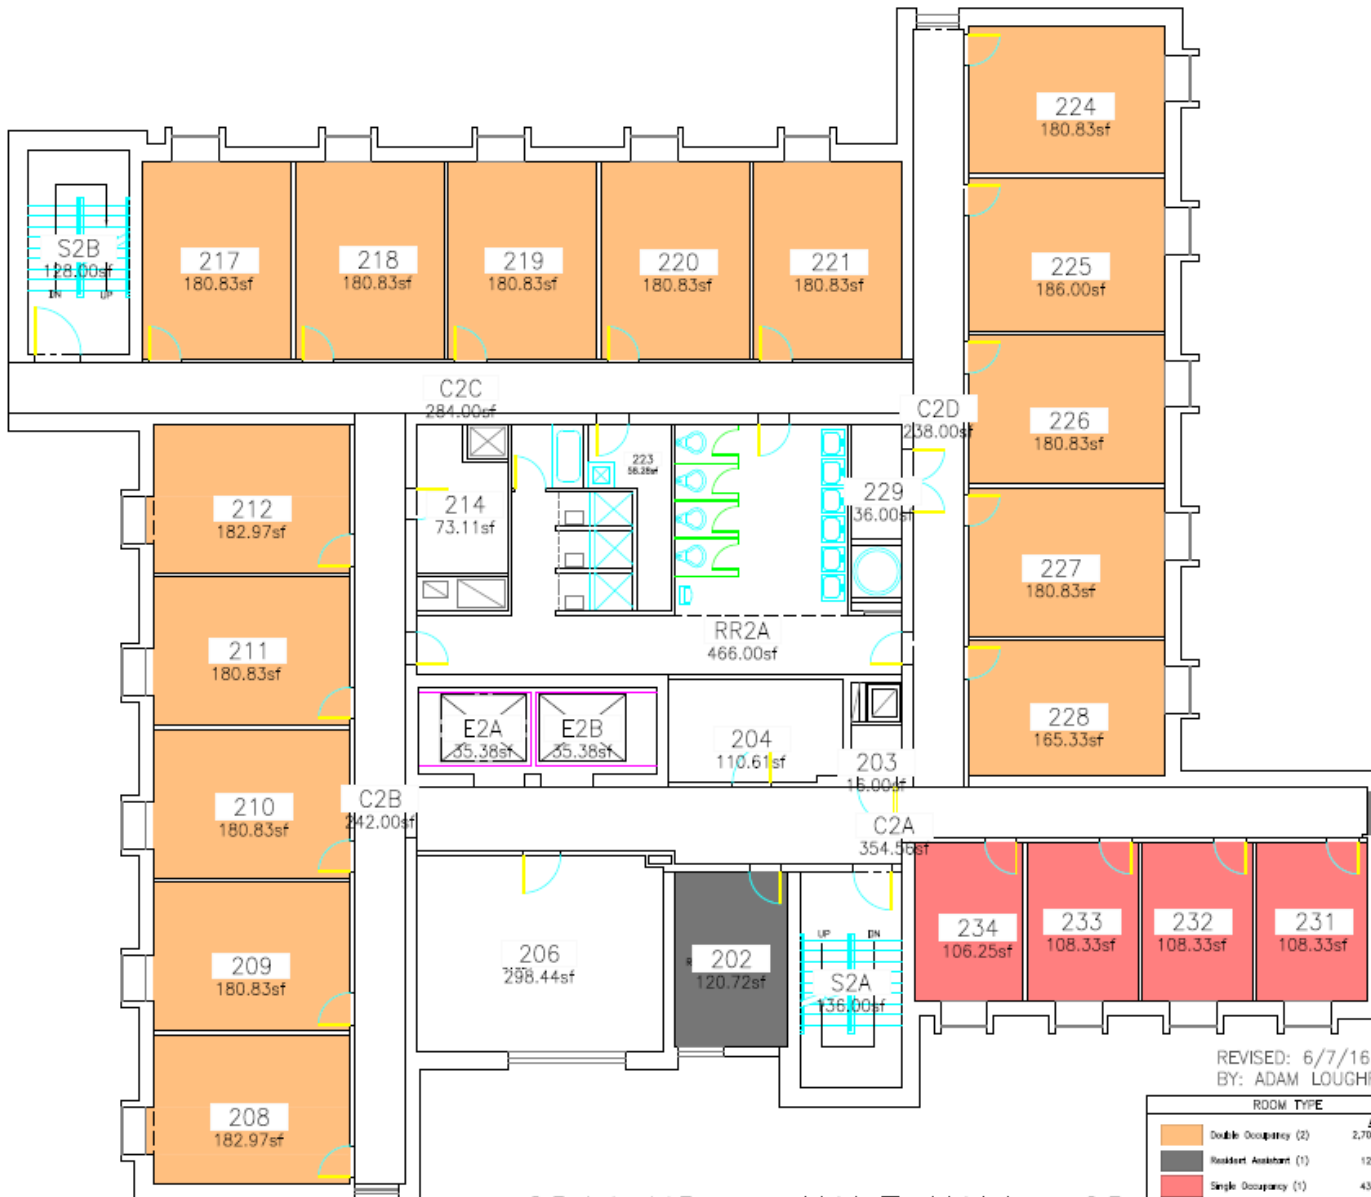 224
180.83sf
S2B
128.00sf
DN
UP
217
180.83sf
218
180.83sf
219
180.83sf
220
180.83sf
221
180.83sf
225
186.00sf
C2C
284.00sf
C2D
238.00sf
226
180.83sf
212
182.97sf
214
73.11sf
223
56.28sf
229
36.00sf
227
180.83sf
211
180.83sf
RR2A
466.00sf
E2A
35.38sf
E2B
35.38sf
204
110.61sf
203
16.00sf
228
165.33sf
210
180.83sf
C2B
242.00sf
C2A
354.56sf
209
180.83sf
206
298.44sf
202
120.72sf
UP
DN
S2A
136.00sf
234
106.25sf
233
108.33sf
232
108.33sf
231
108.33sf
208
182.97sf
REVISED: 6/7/16
BY: ADAM
ROOM TYPE
Double Occupancy (2)
Resident Assistant (1)
Single Occupancy (1)